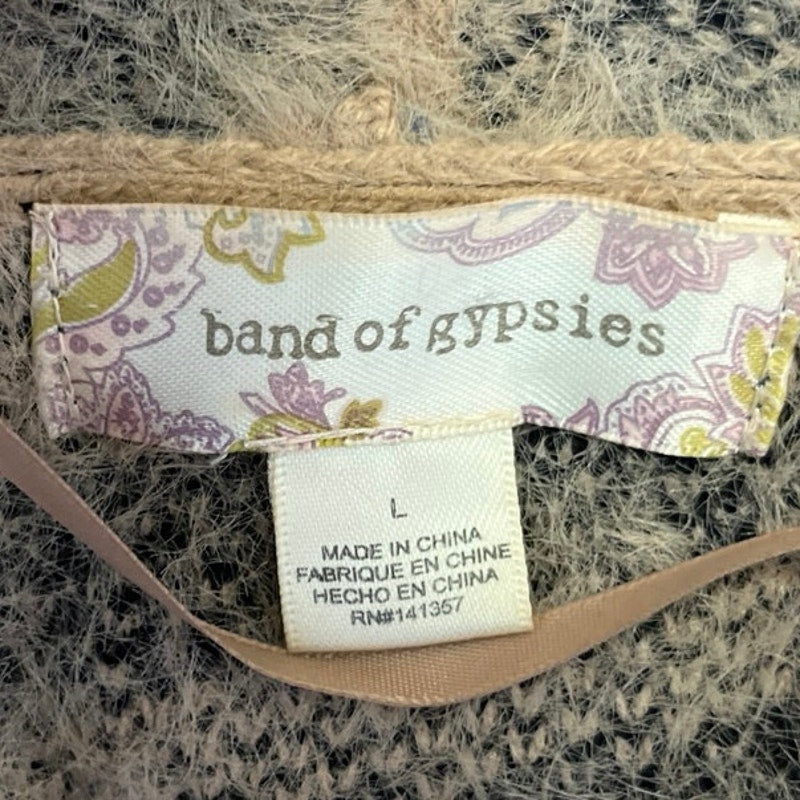 band of gypsies
L
MADE IN CHINA
FABRIQUE EN CHINE
HECHO EN CHINA
RN#141357